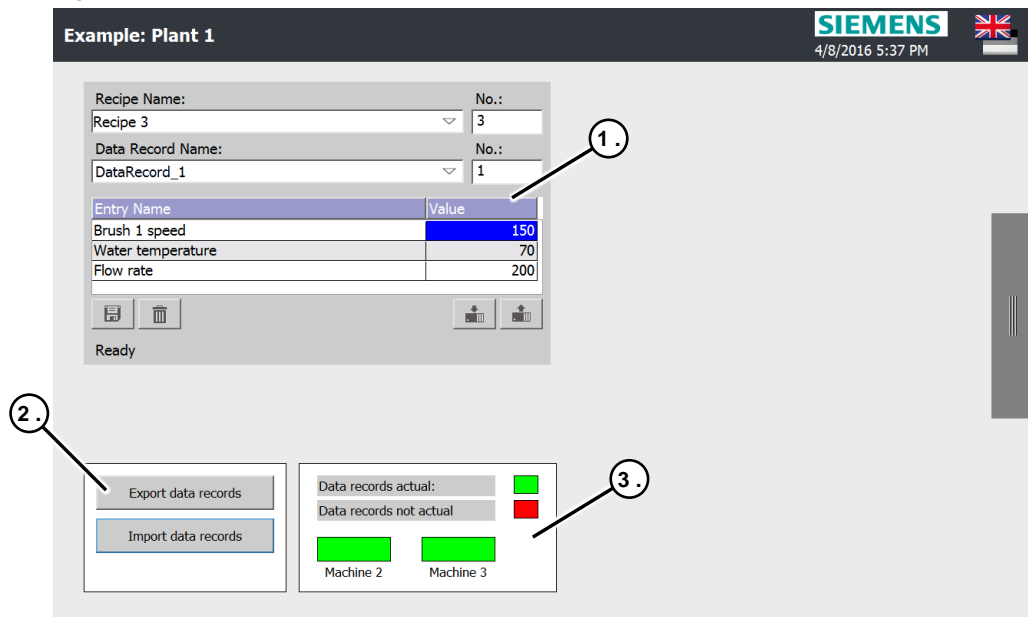 SIEMENS
Example: Plant 1
4/8/2016 5:37 PM
Recipe Name: No.:
Recipe 3 3
1.
Data Record Name: No.:
DataRecord_1 1
Entry Name Value
Brush 1 speed 150
Water temperature 70
Flow rate 200
Ready
2.
3.
Export data records
Data records actual:
Data records not actual
Import data records
Machine 2 Machine 3